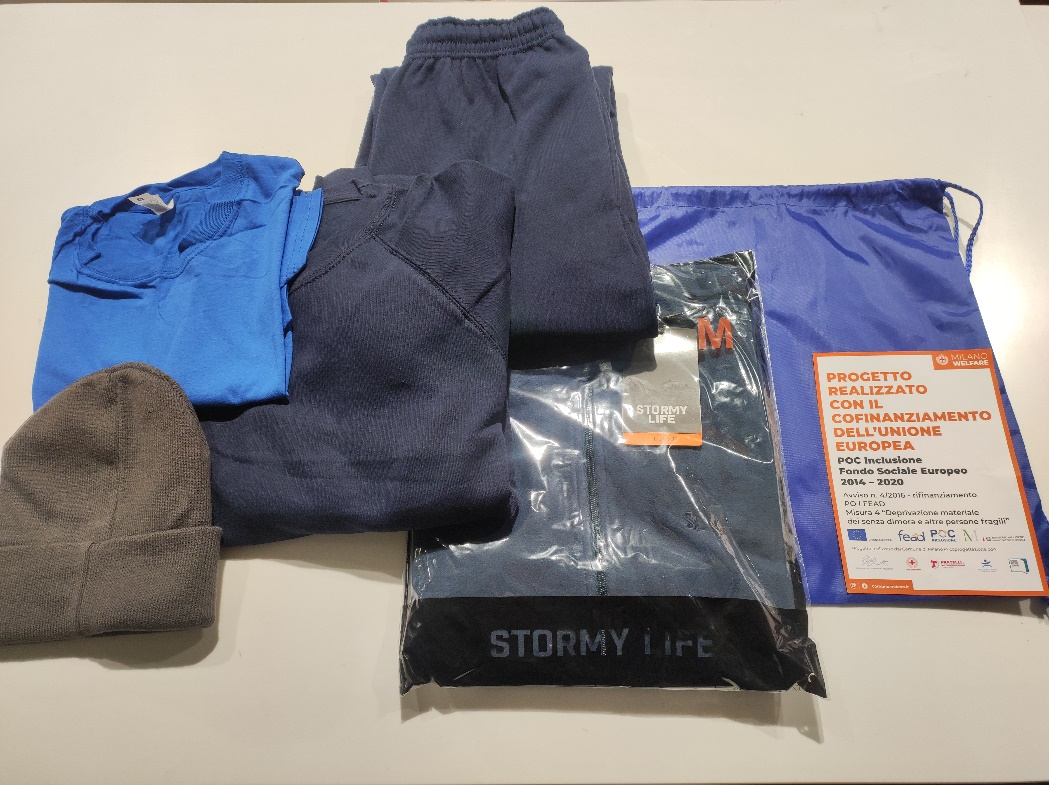 M
STORMY
LIFE
STORMY LIFE
MILANO
WELFARE
PROGETTO
REALIZZATO
CON IL
COFINANZIAMENTO
DELL'UNIONE
EUROPEA
POC Inclusione
Fondo Sociale Europeo
2014 – 2020
Avviso n. 4/2016 - rifinanziamento
PO I FEAD
Misura 4 "Deprivazione materiale
dei senza dimora e altre persone fragili"
fead POC
FRATELLI